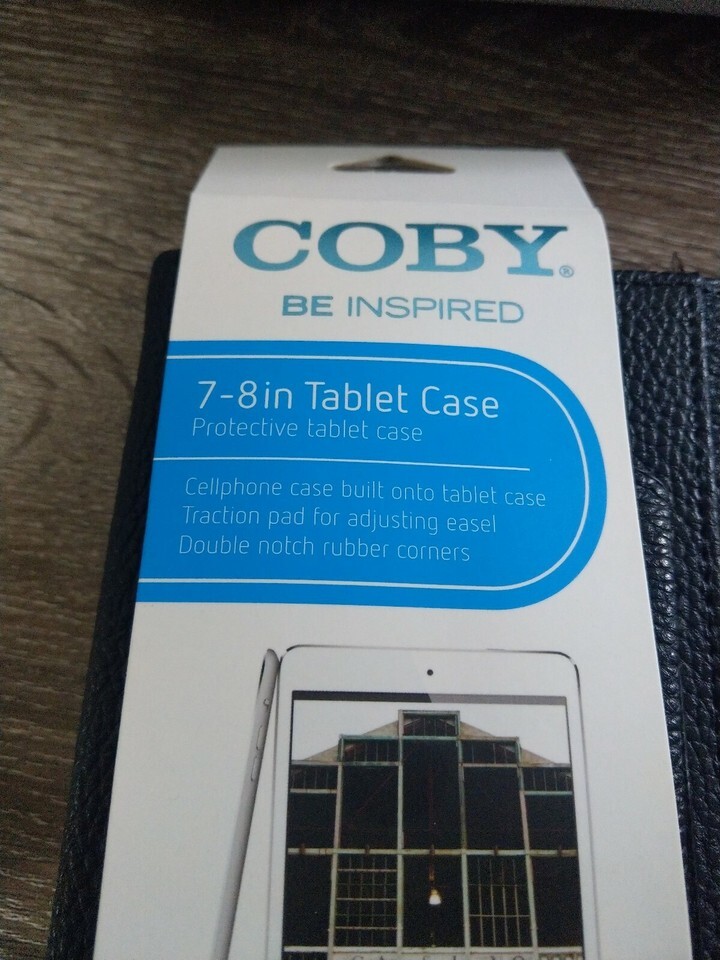 COBY®
BE INSPIRED
7-8in Tablet Case
Protective tablet case
Cellphone case built onto tablet case
Traction pad for adjusting easel
Double notch rubber corners